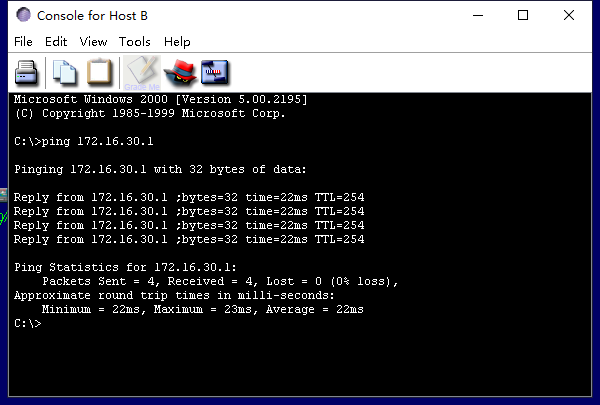 Console for Host B
File Edit View Tools Help
Grade Me
Microsoft Windows 2000 [Version 5.00.2195]
(C) Copyright 1985-1999 Microsoft Corp.
C:\>ping 172.16.30.1
Pinging 172.16.30.1 with 32 bytes of data:
Reply from 172.16.30.1 ;bytes=32 time=22ms TTL=254
Reply from 172.16.30.1 ;bytes=32 time=22ms TTL=254
Reply from 172.16.30.1 ;bytes=32 time=22ms TTL=254
Reply from 172.16.30.1 ;bytes=32 time=22ms TTL=254
Ping Statistics for 172.16.30.1:
Packets Sent = 4, Received = 4, Lost = 0 (0% loss),
Approximate round trip times in milli-seconds:
Minimum = 22ms, Maximum = 23ms, Average = 22ms
C:\>